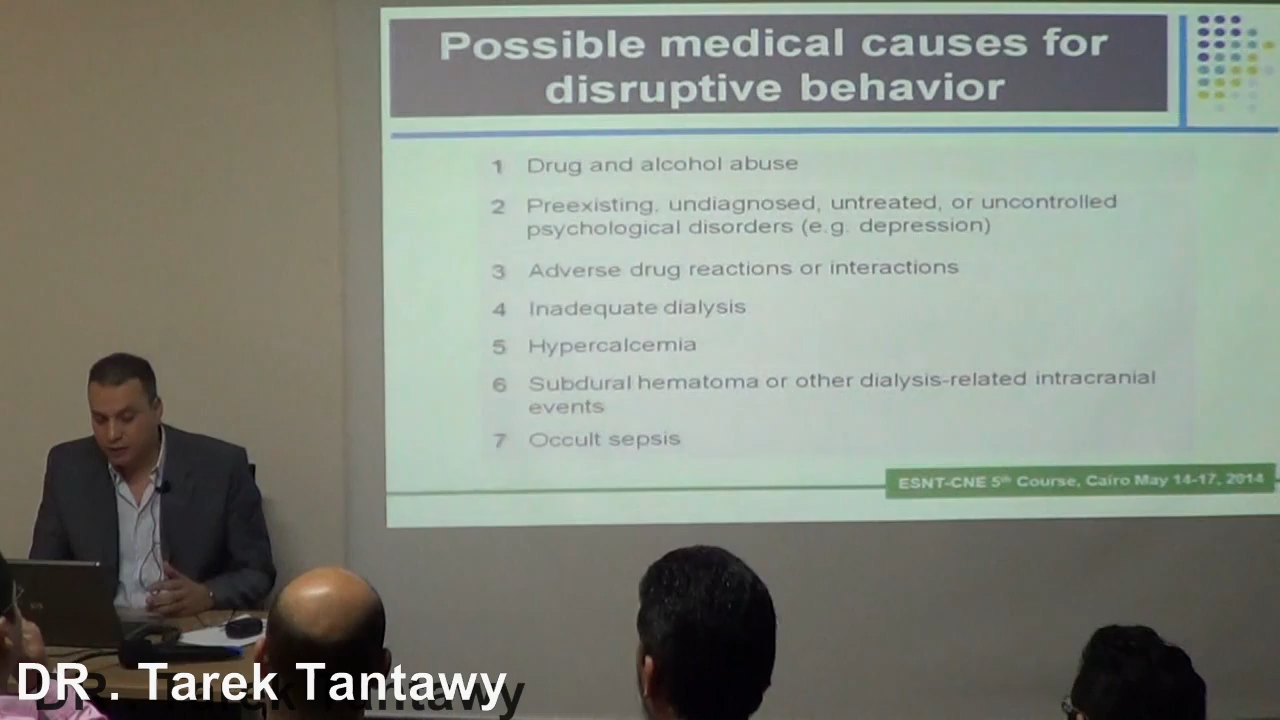 Possible medical causes for
disruptive behavior
1 Drug and alcohol abuse
2 Preexisting, undiagnosed, untreated, or uncontrolled
psychological disorders (e.g. depression)
3 Adverse drug reactions or interactions
4 Inadequate dialysis
5 Hypercalcemia
6 Subdural hematoma or other dialysis-related intracranial
events
7 Occult sepsis
ESNT-CNE 5th Course, Cairo May 14-17, 2014
DR . Tarek Tantawy